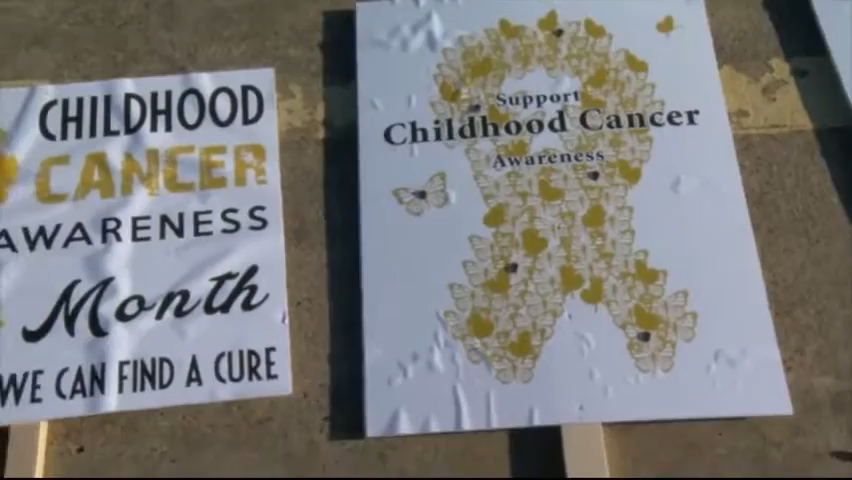 CHILDHOOD
CANCER
AWARENESS
Month
WE CAN FIND A CURE
Support
Childhood Cancer
Awareness